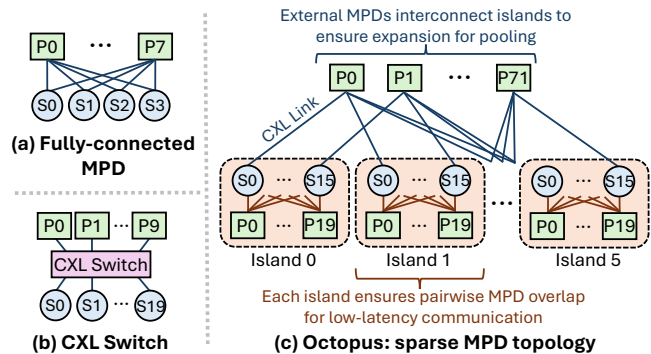 P0 ... P7
S0 S1 S2 S3
(a) Fully-connected
MPD
P0 P1 ... P9
CXL Switch
S0 S1 ... S19
(b) CXL Switch
External MPDs interconnect islands to
ensure expansion for pooling
P0 P1 ... P71
CXL Link
S0 ... S15 S0 ... S15 ... S0 ... S15
P0 ... P19 P0 ... P19 P0 ... P19
Island 0 Island 1 Island 5
Each island ensures pairwise MPD overlap
for low-latency communication
(c) Octopus: sparse MPD topology